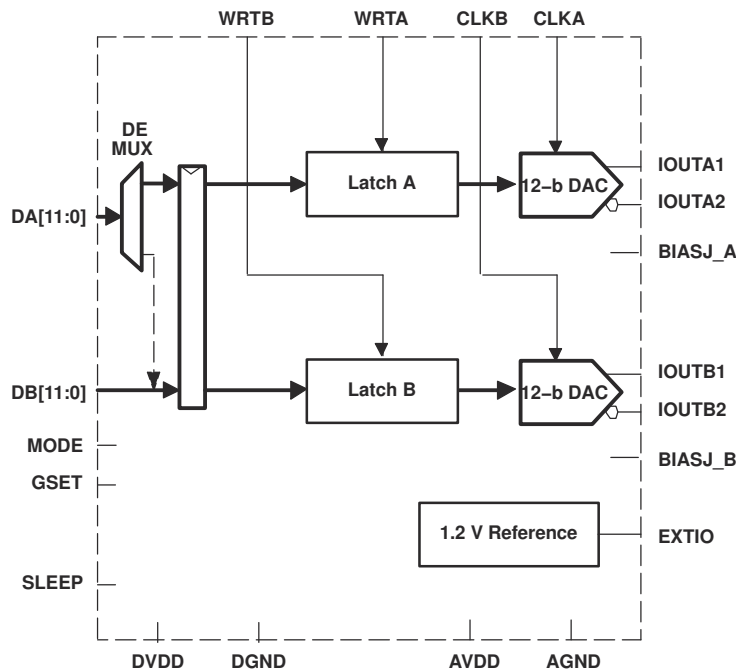 WRTB WRTA CLKB CLKA
DE
MUX
Latch A
12–b DAC
IOUTA1
IOUTA2
DA[11:0]
BIASJ_A
Latch B
12–b DAC
IOUTB1
IOUTB2
DB[11:0]
MODE
BIASJ_B
GSET
1.2 V Reference
EXTIO
SLEEP
DVDD DGND AVDD AGND